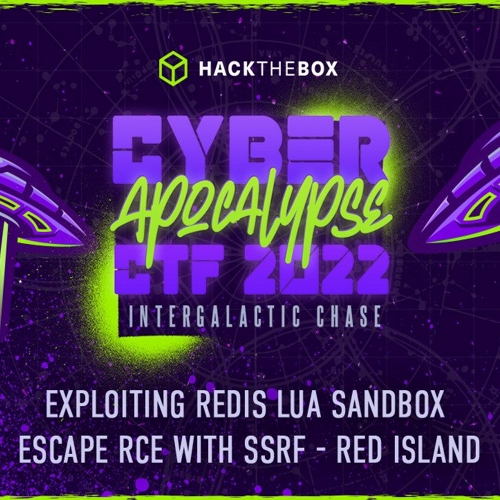 HACKTHEBOX
CYBER
APOCALYPSE
CTF 2022
INTERGALACTIC CHASE
EXPLOITING REDIS LUA SANDBOX
ESCAPE RCE WITH SSRF - RED ISLAND